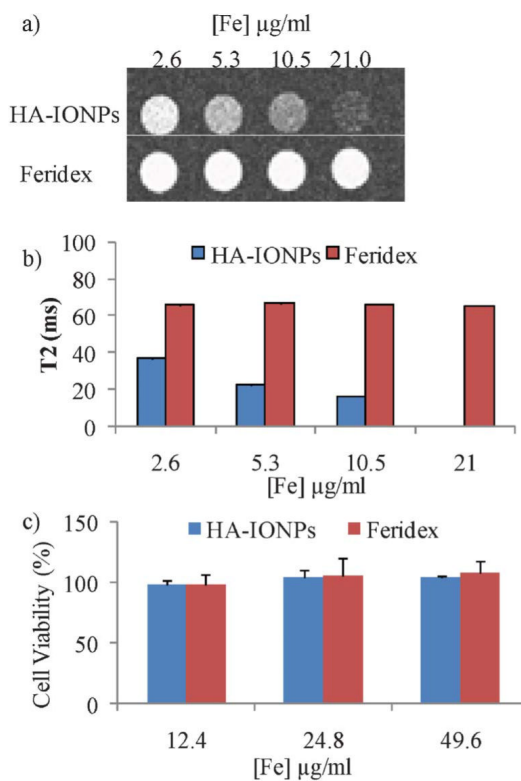 a)
[Fe] µg/ml
2.6 5.3 10.5 21.0
HA-IONPs
Feridex
b)
100
80
60
40
20
0
T2 (ms)
HA-IONPs Feridex
2.6 5.3 10.5 21
[Fe] µg/ml
c)
150
100
50
0
Cell Viability (%)
HA-IONPs Feridex
12.4 24.8 49.6
[Fe] µg/ml